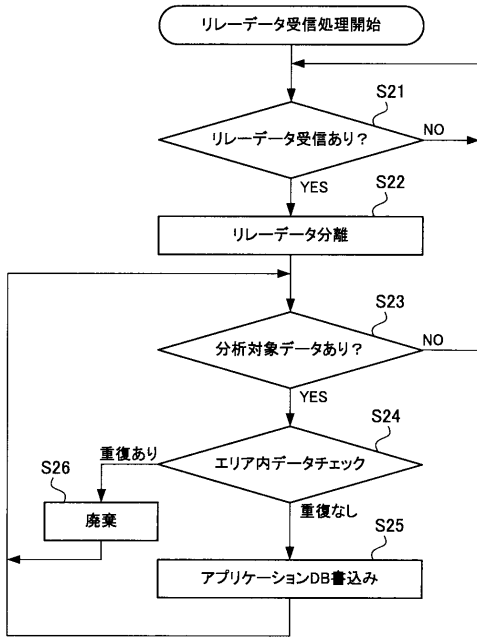 リレーデータ受信処理開始
S21
リレーデータ受信あり?
NO
YES
S22
リレーデータ分離
S23
分析対象データあり?
NO
YES
S24
エリア内データチェック
重複あり
S26
廃棄
重複なし
S25
アプリケーションDB書込み